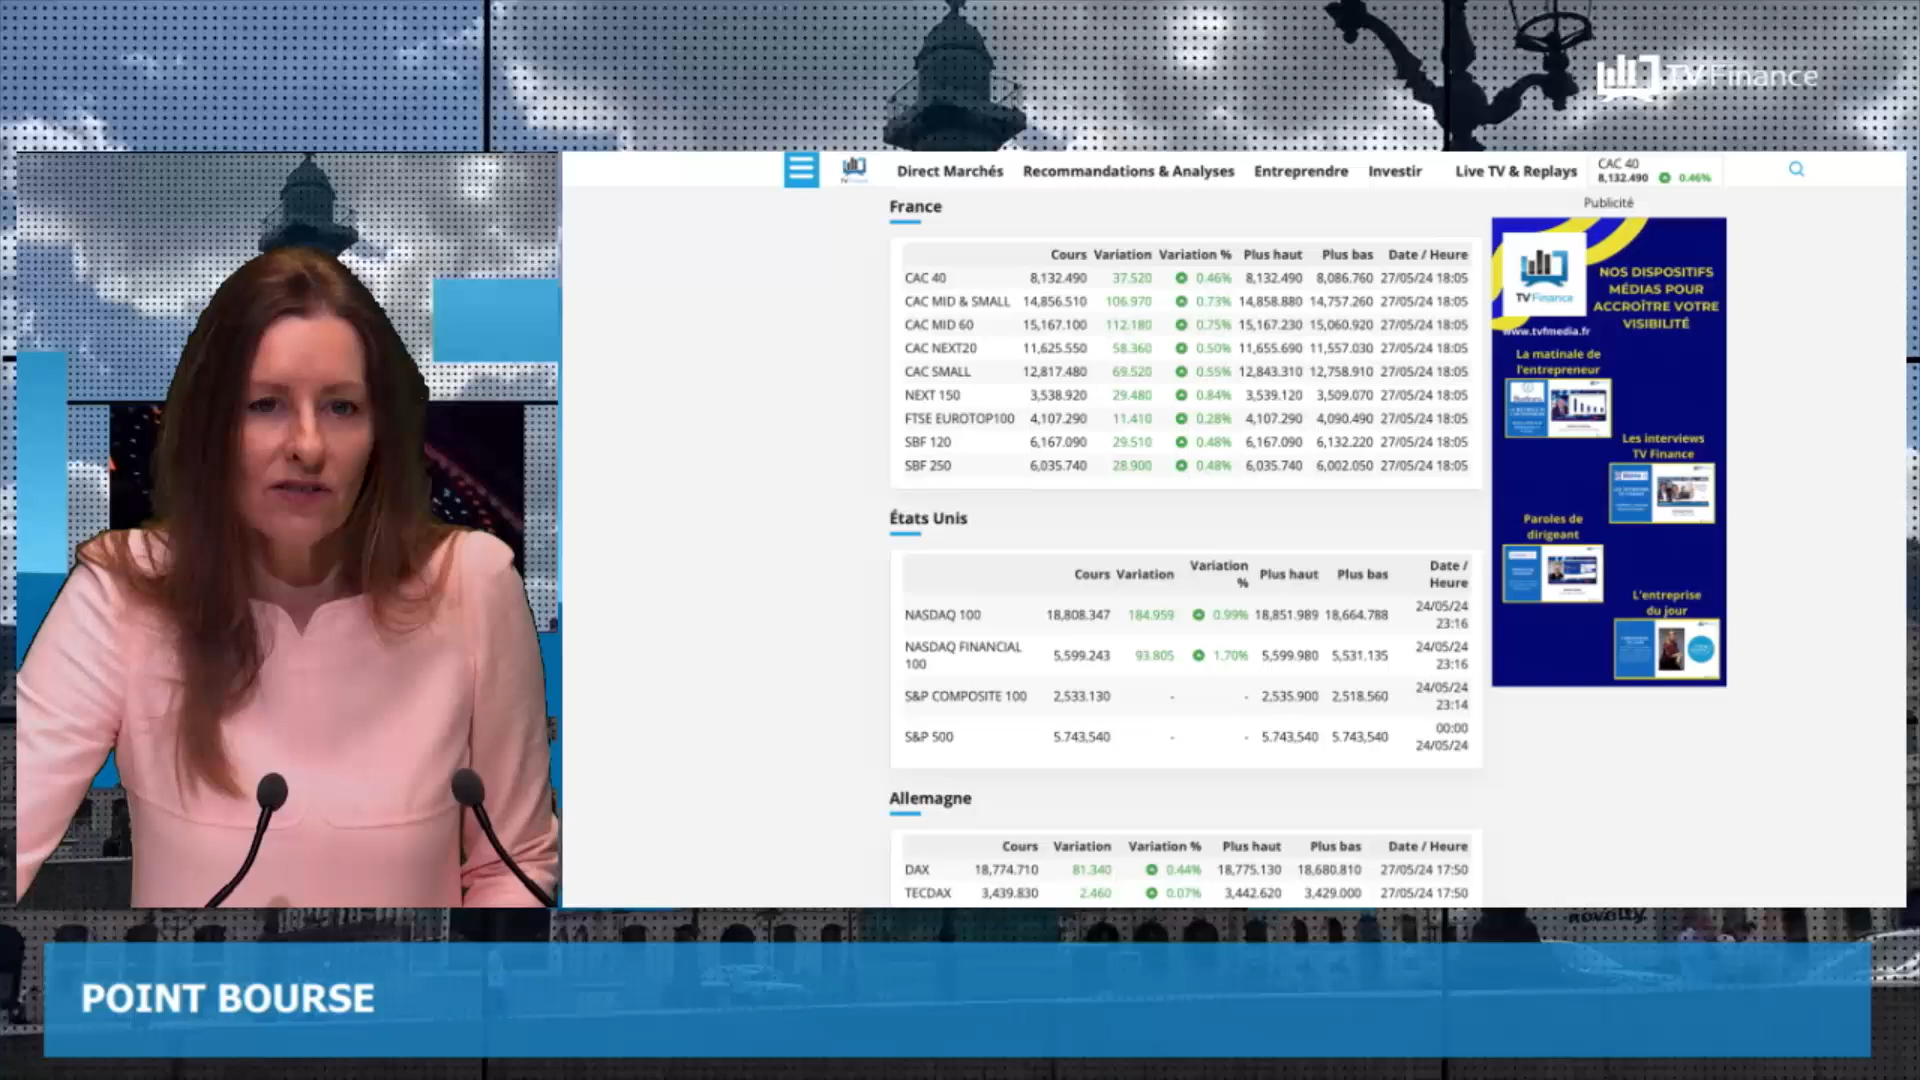 TVFinance
Direct Marchés Recommandations & Analyses Entreprendre Investir Live TV & Replays
CAC 40
8,132.490 0.46%
France
Cours Variation Variation % Plus haut Plus bas Date / Heure
CAC 40 8,132.490 37.520 0.46% 8,132.490 8,086.760 27/05/24 18:05
CAC MID & SMALL 14,856.510 106.970 0.73% 14,858.880 14,757.260 27/05/24 18:05
CAC MID 60 15,167.100 112.180 0.75% 15,167.230 15,060.920 27/05/24 18:05
CAC NEXT20 11,625.550 58.360 0.50% 11,655.690 11,557.030 27/05/24 18:05
CAC SMALL 12,817.480 69.520 0.55% 12,843.310 12,758.910 27/05/24 18:05
NEXT 150 3,538.920 29.480 0.84% 3,539.120 3,509.070 27/05/24 18:05
FTSE EUROTOP100 4,107.290 11.410 0.28% 4,107.290 4,090.490 27/05/24 18:05
SBF 120 6,167.090 29.510 0.48% 6,167.090 6,132.220 27/05/24 18:05
SBF 250 6,035.740 28.900 0.48% 6,035.740 6,002.050 27/05/24 18:05
États Unis
Cours Variation Variation % Plus haut Plus bas Date / Heure
NASDAQ 100 18,808.347 184.959 0.99% 18,851.989 18,664.788 24/05/24 23:16
NASDAQ FINANCIAL 100 5,599.243 93.805 1.70% 5,599.980 5,531.135 24/05/24 23:16
S&P COMPOSITE 100 2,533.130 - - 2,535.900 2,518.560 24/05/24 23:14
S&P 500 5.743,540 - - 5.743,540 5.743,540 00:00 24/05/24
Allemagne
Cours Variation Variation % Plus haut Plus bas Date / Heure
DAX 18,774.710 81.340 0.44% 18,775.130 18,680.810 27/05/24 17:50
TECDAX 3,439.830 2.460 0.07% 3,442.620 3,429.000 27/05/24 17:50
Publicité
TVFinance
NOS DISPOSITIFS
MÉDIAS POUR
ACCROÎTRE VOTRE
VISIBILITÉ
www.tvfmedia.fr
La matinale de
l'entrepreneur
Les interviews
TV Finance
Paroles de
dirigeant
L'entreprise
du jour
novelty
POINT BOURSE